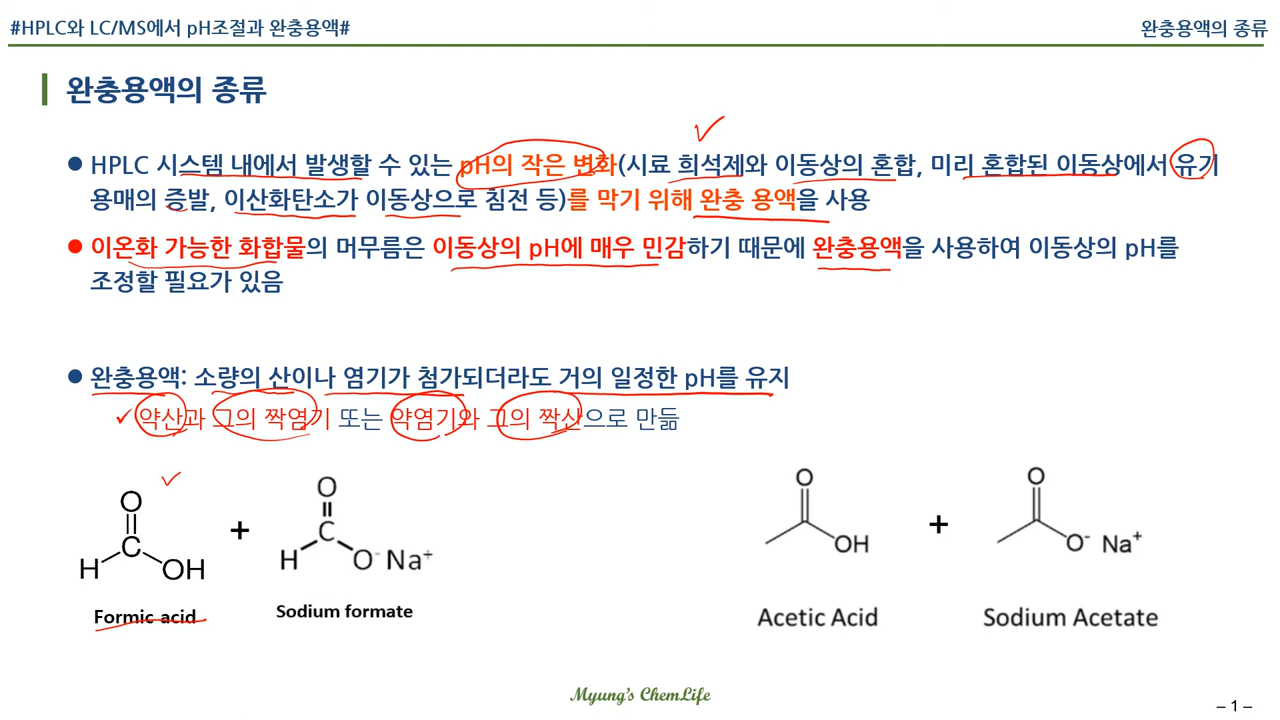 #HPLC와 LC/MS에서 pH조절과 완충용액#
완충용액의 종류
완충용액의 종류
HPLC 시스템 내에서 발생할 수 있는 pH의 작은 변화(시료 희석제와 이동상의 혼합, 미리 혼합된 이동상에서 유기
용매의 증발, 이산화탄소가 이동상으로 침전 등)를 막기 위해 완충 용액을 사용
이온화 가능한 화합물의 머무름은 이동상의 pH에 매우 민감하기 때문에 완충용액을 사용하여 이동상의 pH를
조정할 필요가 있음
완충용액: 소량의 산이나 염기가 첨가되더라도 거의 일정한 pH를 유지
약산과 그의 짝염기 또는 약염기와 그의 짝산으로 만듦
O
C
H
OH
+
O
C
H
O⁻ Na⁺
O
OH
+
O
O⁻ Na⁺
Formic acid
Sodium formate
Acetic Acid
Sodium Acetate
Myung's ChemLife
–1–